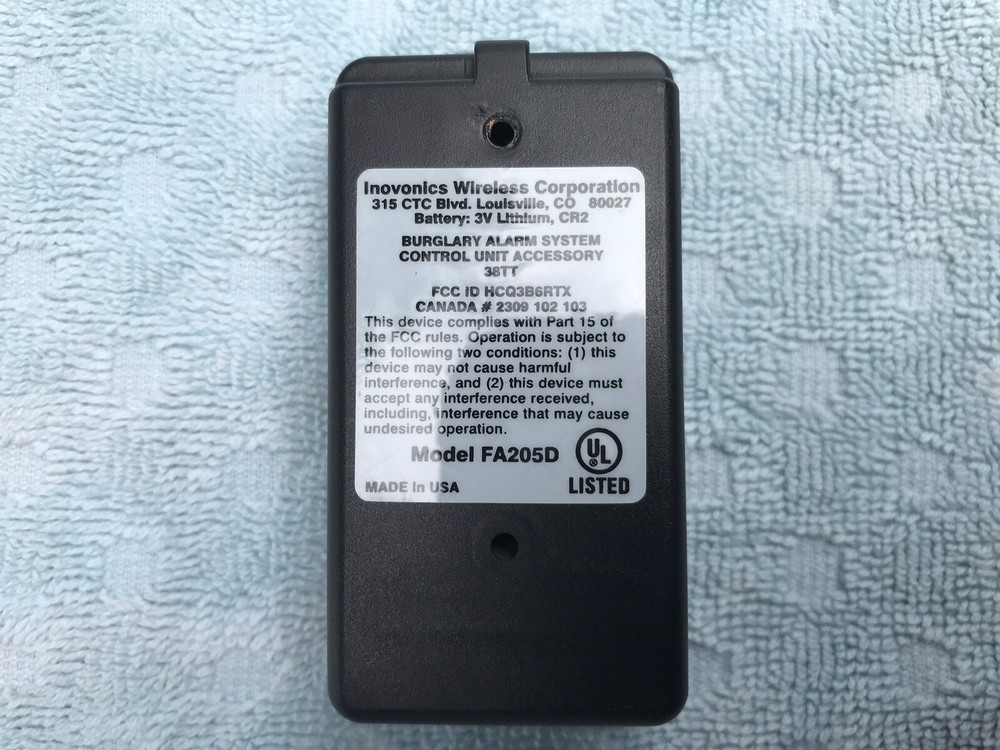 Inovonics Wireless Corporation
315 CTC Blvd. Louisville, CO 80027
Battery: 3V Lithium, CR2
BURGLARY ALARM SYSTEM
CONTROL UNIT ACCESSORY
38TT
FCC ID HCQ3B6RTX
CANADA # 2309 102 103
This device complies with Part 15 of
the FCC rules. Operation is subject to
the following two conditions: (1) this
device may not cause harmful
interference, and (2) this device must
accept any interference received,
including, interference that may cause
undesired operation.
Model FA205D
UL
®
LISTED
MADE In USA